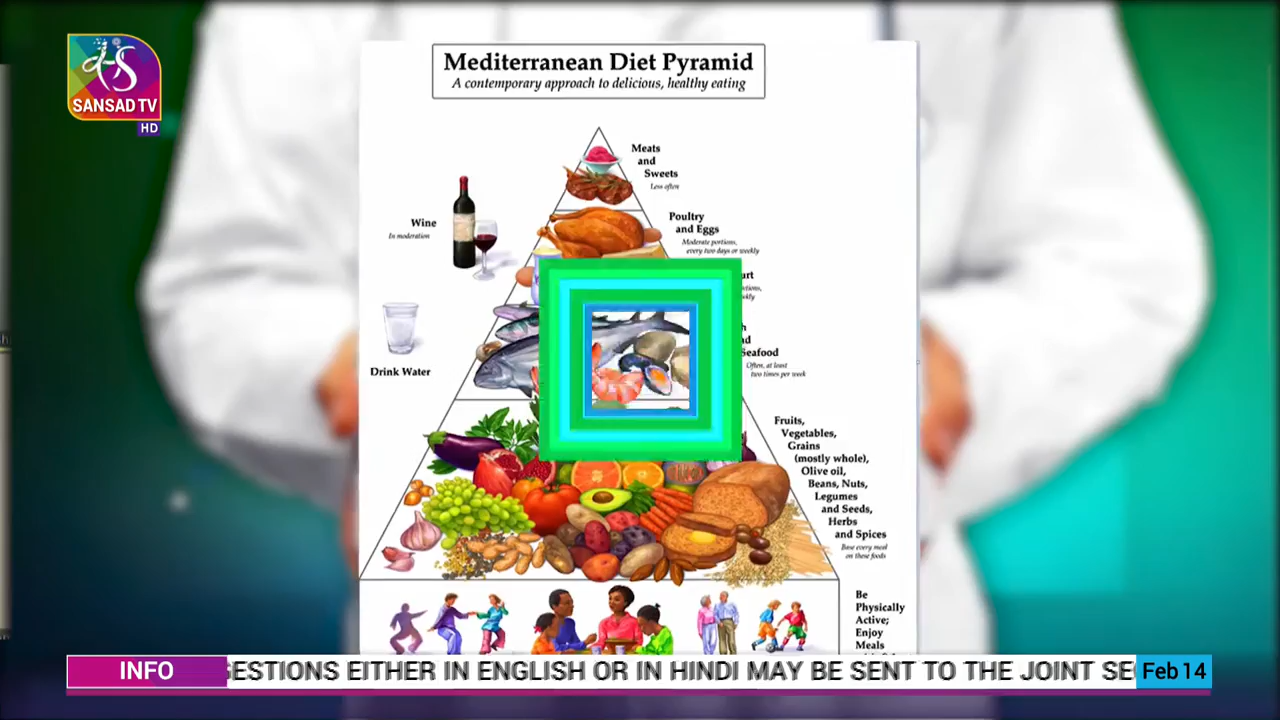 SANSAD TV
HD
Mediterranean Diet Pyramid
A contemporary approach to delicious, healthy eating
Meats
and
Sweets
Less often
Wine
In moderation
Poultry
and Eggs
Moderate portions,
every two days or weekly
Drink Water
Seafood
Often, at least
two times per week
Fruits,
Vegetables,
Grains
(mostly whole),
Olive oil,
Beans, Nuts,
Legumes
and Seeds,
Herbs
and Spices
Base every meal
on these foods
Be
Physically
Active;
Enjoy
Meals
INFO
GESTIONS EITHER IN ENGLISH OR IN HINDI MAY BE SENT TO THE JOINT SE
Feb 14